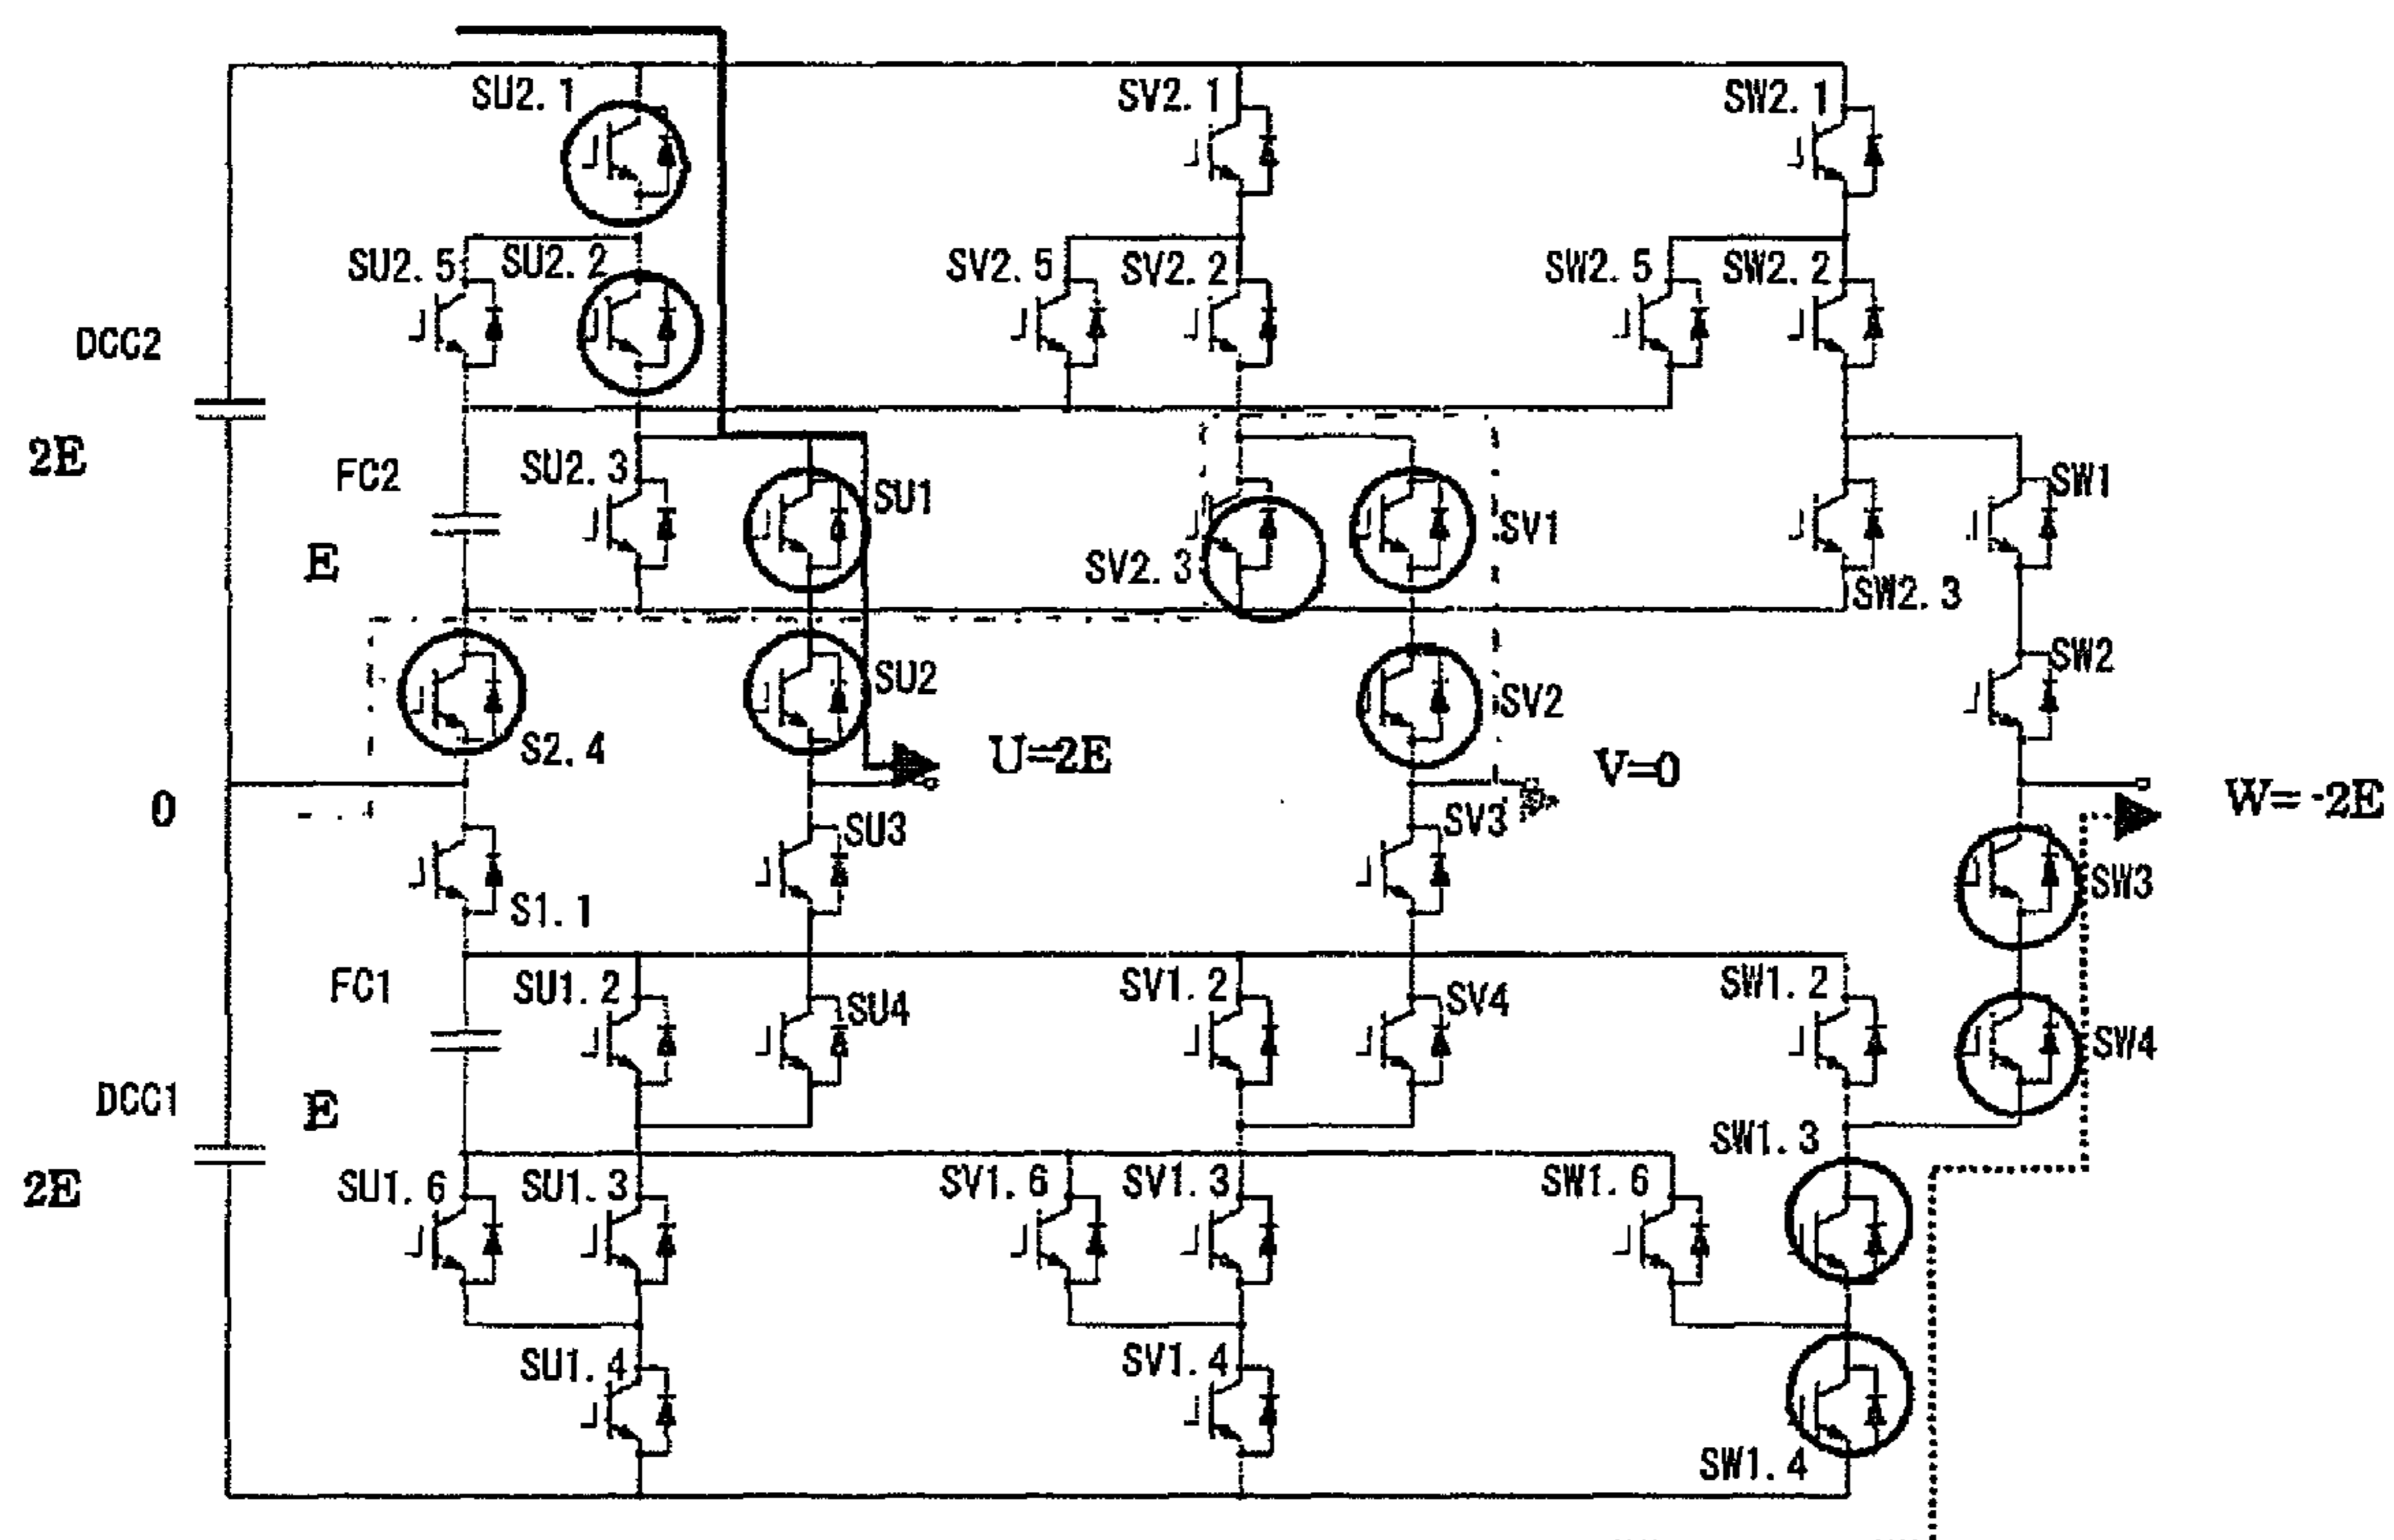 SU2.1
SV2.1
SW2.1
SU2.5
SU2.2
SV2.5
SV2.2
SW2.5
SW2.2
DCC2
2E
FC2
SU2.3
SU1
SV1
SW1
E
SV2.3
SW2.3
SU2
SV2
SW2
S2.4
U=2E
V=0
0
W=-2E
SU3
SV3
SW3
S1.1
FC1
SU1.2
SU4
SV1.2
SV4
SW1.2
SW4
DCC1
E
SW1.3
2E
SU1.6
SU1.3
SV1.6
SV1.3
SW1.6
SU1.4
SV1.4
SW1.4